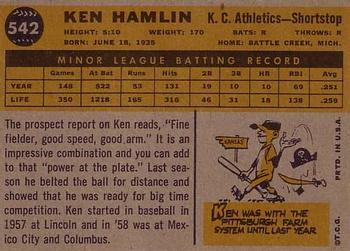 542
KEN HAMLIN
K. C. Athletics—Shortstop
HEIGHT: 5:10 WEIGHT: 170 BATS: R THROWS: R
BORN: JUNE 18, 1935 HOME: BATTLE CREEK, MICH.
MINOR LEAGUE BATTING RECORD
Games At Bat Runs Hits 2B 3B HR RBI Avg.
YEAR 148 522 53 131 19 10 10 69 .251
LIFE 350 1218 165 316 46 31 18 138 .259
The prospect report on Ken reads, "Fine
fielder, good speed, good arm." It is an
impressive combination and you can add
to that "power at the plate." Last sea-
son he belted the ball for distance and
showed that he was ready for big time
competition. Ken started in baseball in
1957 at Lincoln and in '58 was at Mex-
ico City and Columbus.
KANSAS
P
KEN WAS WITH THE
PITTSBURGH FARM
SYSTEM UNTIL LAST YEAR.
©T.C.G. PRTD. IN U.S.A.